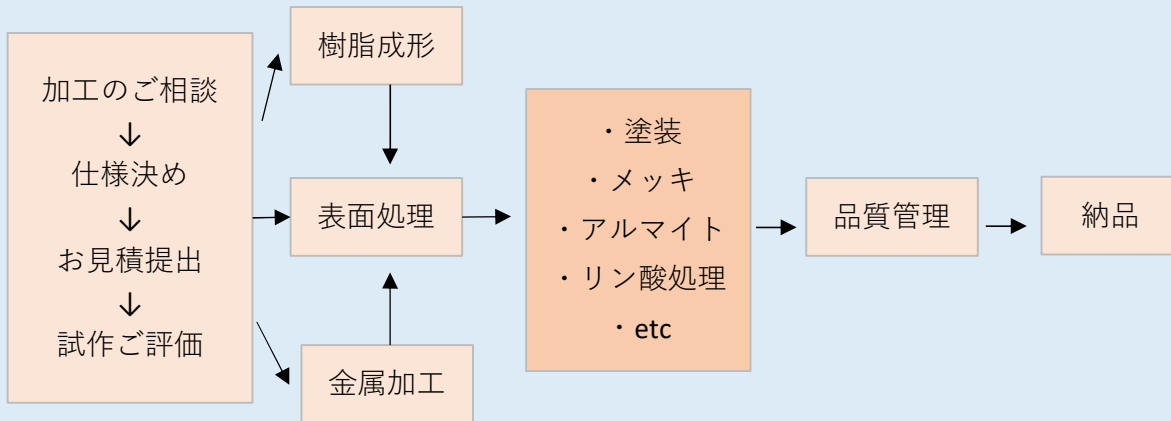 加工のご相談
↓
仕様決め
↓
お見積提出
↓
試作ご評価
樹脂成形
表面処理
金属加工
・塗装
・メッキ
・アルマイト
・リン酸処理
・etc
品質管理
納品